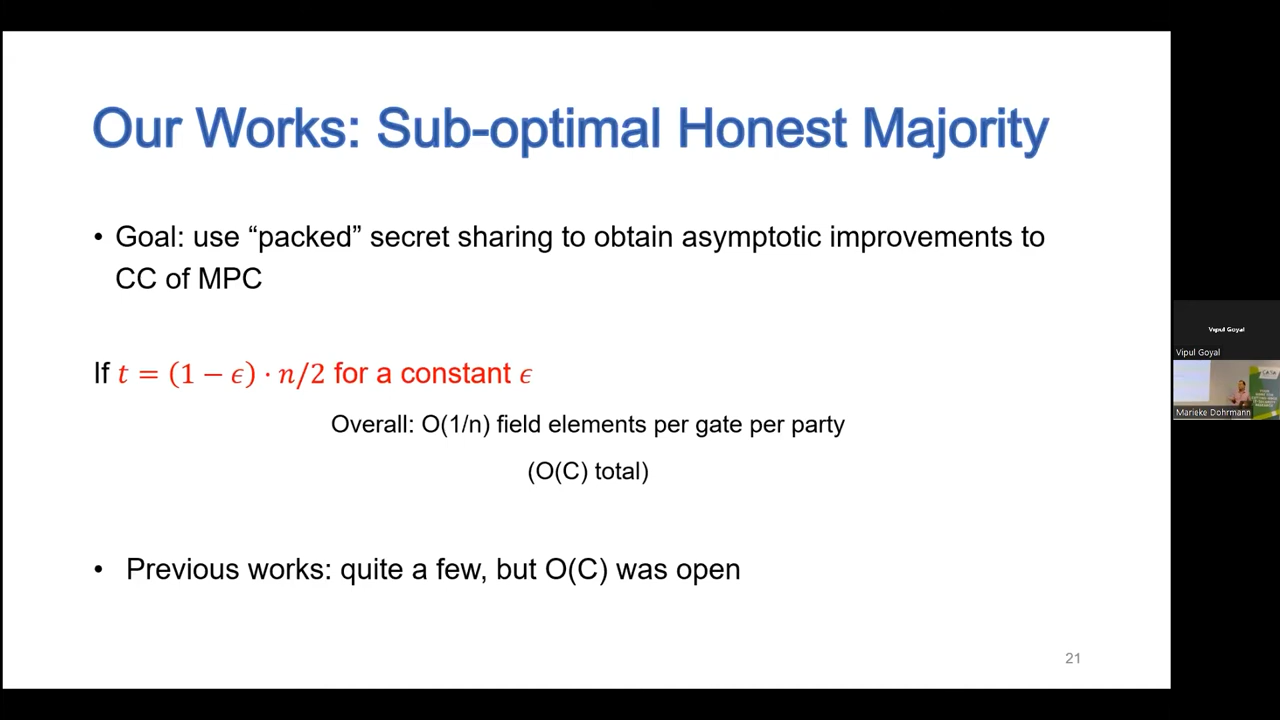 Our Works: Sub-optimal Honest Majority
• Goal: use “packed” secret sharing to obtain asymptotic improvements to
CC of MPC
If t = (1 − ϵ) · n/2 for a constant ϵ
Overall: O(1/n) field elements per gate per party
(O(C) total)
• Previous works: quite a few, but O(C) was open
21
Vipul Goyal
Vipul Goyal
Marieke Dohrmann